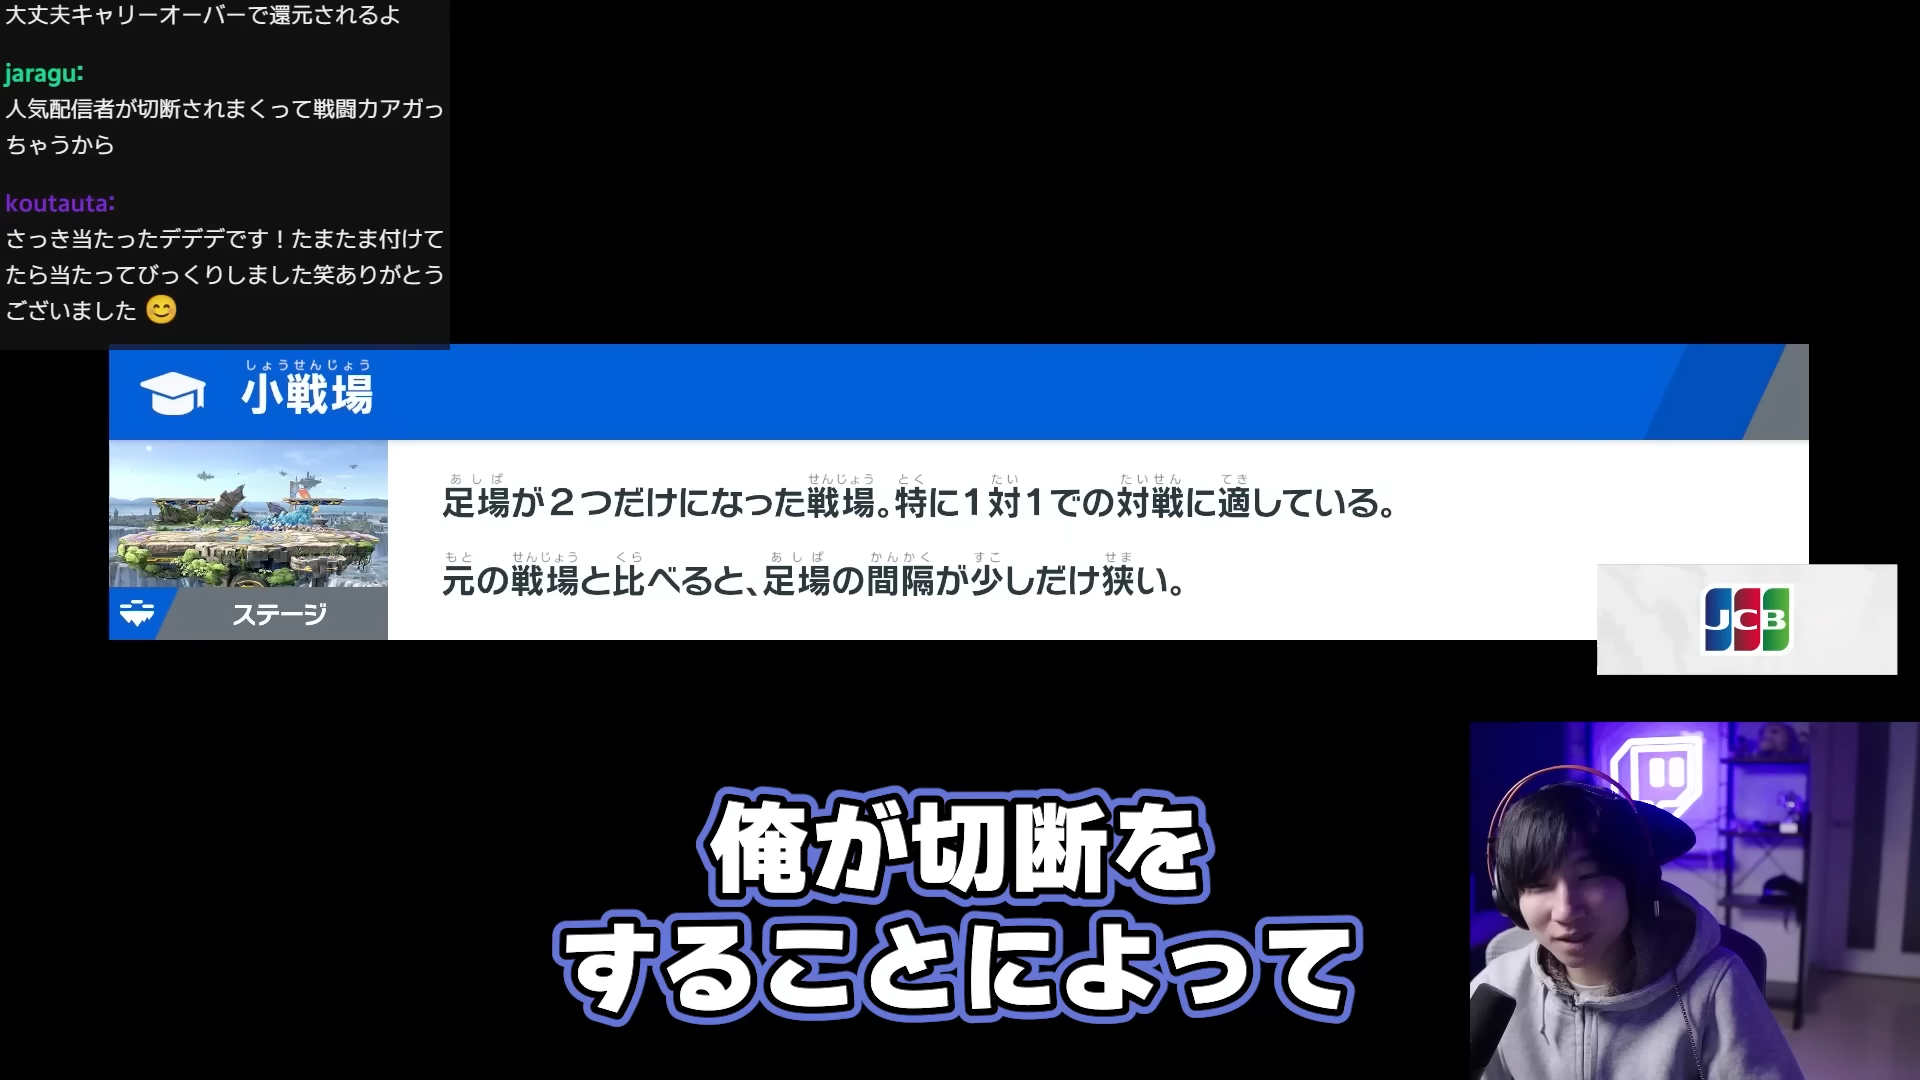 大丈夫キャリーオーバーで還元されるよ
jaragu:
人気配信者が切断されまくって戦闘力アガっ
ちゃうから
koutauta:
さっき当たったデデデです！たまたま付けて
たら当たってびっくりしました笑ありがとう
ございました 😊
しょうせんじょう
小戦場
あしば せんじょう とく たい たいせん てき
足場が2つだけになった戦場。特に1対1での対戦に適している。
もと せんじょう くら あしば かんかく すこ せま
元の戦場と比べると、足場の間隔が少しだけ狭い。
ステージ
JCB
俺が切断を
することによって